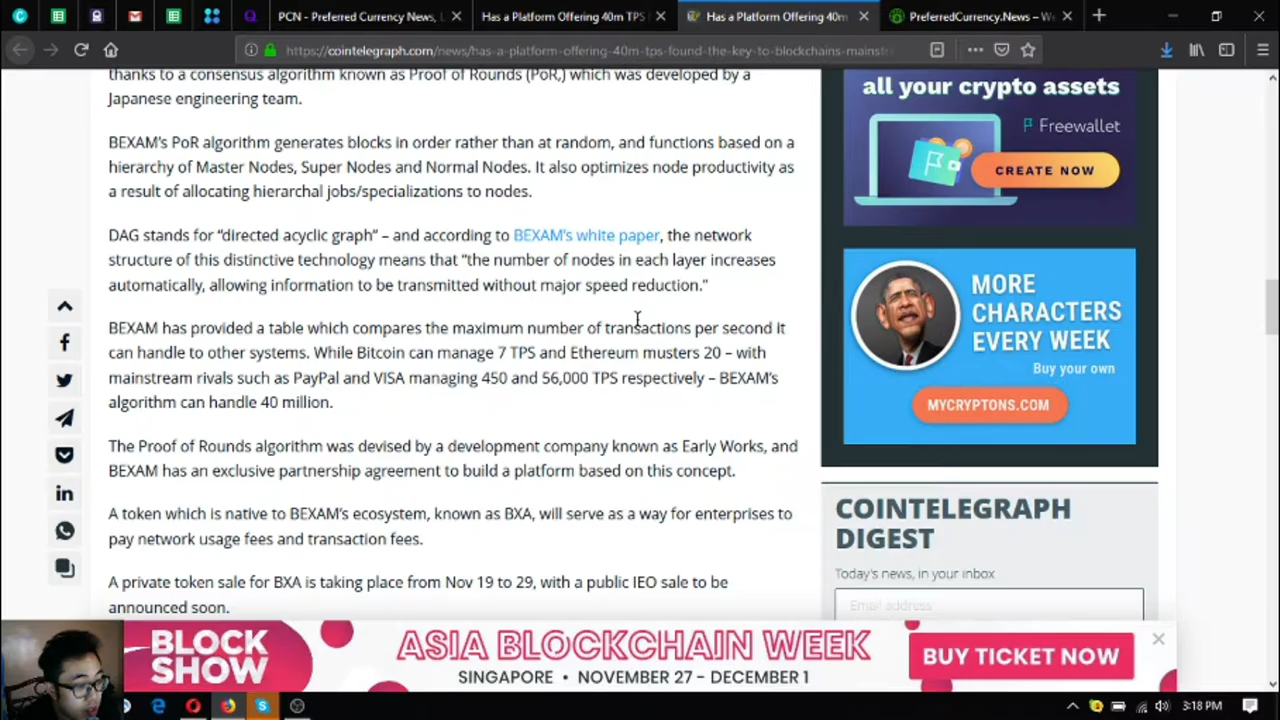 PCN - Preferred Currency News, L
Has a Platform Offering 40m TPS
Has a Platform Offering 40m
PreferredCurrency.News – We
https://cointelegraph.com/news/has-a-platform-offering-40m-tps-found-the-key-to-blockchains-mainstr
thanks to a consensus algorithm known as Proof of Rounds (PoR,) which was developed by a
Japanese engineering team.
BEXAM's PoR algorithm generates blocks in order rather than at random, and functions based on a
hierarchy of Master Nodes, Super Nodes and Normal Nodes. It also optimizes node productivity as
a result of allocating hierarchal jobs/specializations to nodes.
DAG stands for “directed acyclic graph” – and according to BEXAM's white paper, the network
structure of this distinctive technology means that “the number of nodes in each layer increases
automatically, allowing information to be transmitted without major speed reduction.”
BEXAM has provided a table which compares the maximum number of transactions per second it
can handle to other systems. While Bitcoin can manage 7 TPS and Ethereum musters 20 – with
mainstream rivals such as PayPal and VISA managing 450 and 56,000 TPS respectively – BEXAM's
algorithm can handle 40 million.
The Proof of Rounds algorithm was devised by a development company known as Early Works, and
BEXAM has an exclusive partnership agreement to build a platform based on this concept.
A token which is native to BEXAM's ecosystem, known as BXA, will serve as a way for enterprises to
pay network usage fees and transaction fees.
A private token sale for BXA is taking place from Nov 19 to 29, with a public IEO sale to be
announced soon.
all your crypto assets
Freewallet
CREATE NOW
MORE
CHARACTERS
EVERY WEEK
Buy your own
MYCRYPTONS.COM
COINTELEGRAPH
DIGEST
Today's news, in your inbox
Email address
BLOCK
SHOW
ASIA BLOCKCHAIN WEEK
SINGAPORE • NOVEMBER 27 - DECEMBER 1
BUY TICKET NOW
3:18 PM